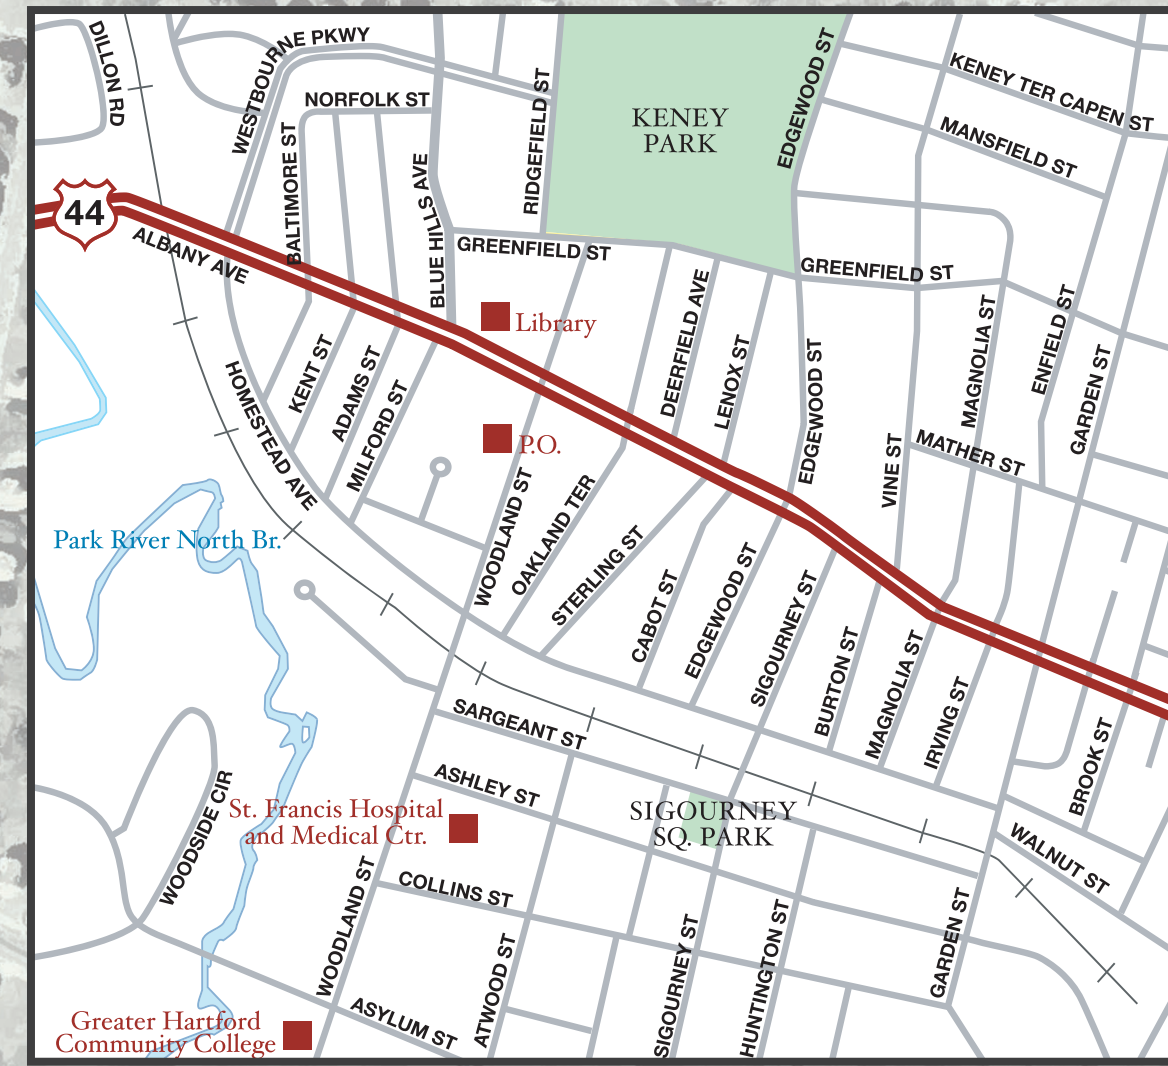 DILLON RD
WESTBOURNE PKWY
NORFOLK ST
BALTIMORE ST
BLUE HILLS AVE
RIDGEFIELD ST
KENEY
PARK
EDGEWOOD ST
KENEY TER CAPEN ST
MANSFIELD ST
44
ALBANY AVE
GREENFIELD ST
GREENFIELD ST
BLUE HILLS AVE
Library
DEERFIELD AVE
LENOX ST
EDGEWOOD ST
MAGNOLIA ST
ENFIELD ST
GARDEN ST
HOMESTEAD AVE
KENT ST
ADAMS ST
MILFORD ST
P.O.
VINE ST
MATHER ST
Park River North Br.
WOODLAND ST
OAKLAND TER
STERLING ST
CABOT ST
EDGEWOOD ST
SIGOURNEY ST
BURTON ST
MAGNOLIA ST
IRVING ST
BROOK ST
SARGEANT ST
ASHLEY ST
SIGOURNEY
SQ. PARK
St. Francis Hospital
and Medical Ctr.
WOODSIDE CIR
WALNUT ST
COLLINS ST
WOODLAND ST
ATWOOD ST
SIGOURNEY ST
HUNTINGTON ST
GARDEN ST
ASYLUM ST
Greater Hartford
Community College